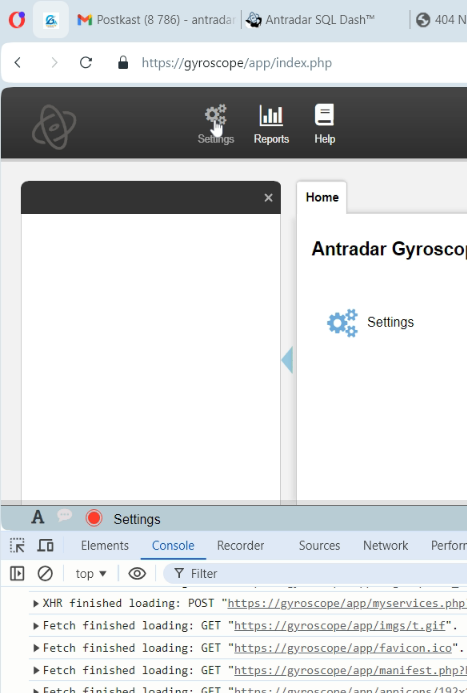 Postkast (8 786) - antradar
Antradar SQL Dash™
404 N
https://gyroscope/app/index.php
Settings
Reports
Help
×
Home
Antradar Gyroscop
Settings
A
Settings
Elements
Console
Recorder
Sources
Network
Perform
top
Filter
XHR finished loading: POST "https://gyroscope/app/myservices.php
Fetch finished loading: GET "https://gyroscope/app/imgs/t.gif".
Fetch finished loading: GET "https://gyroscope/app/favicon.ico".
Fetch finished loading: GET "https://gyroscope/app/manifest.php?
Fetch finished loading: GET "https://gyroscope/app/appicons/192x